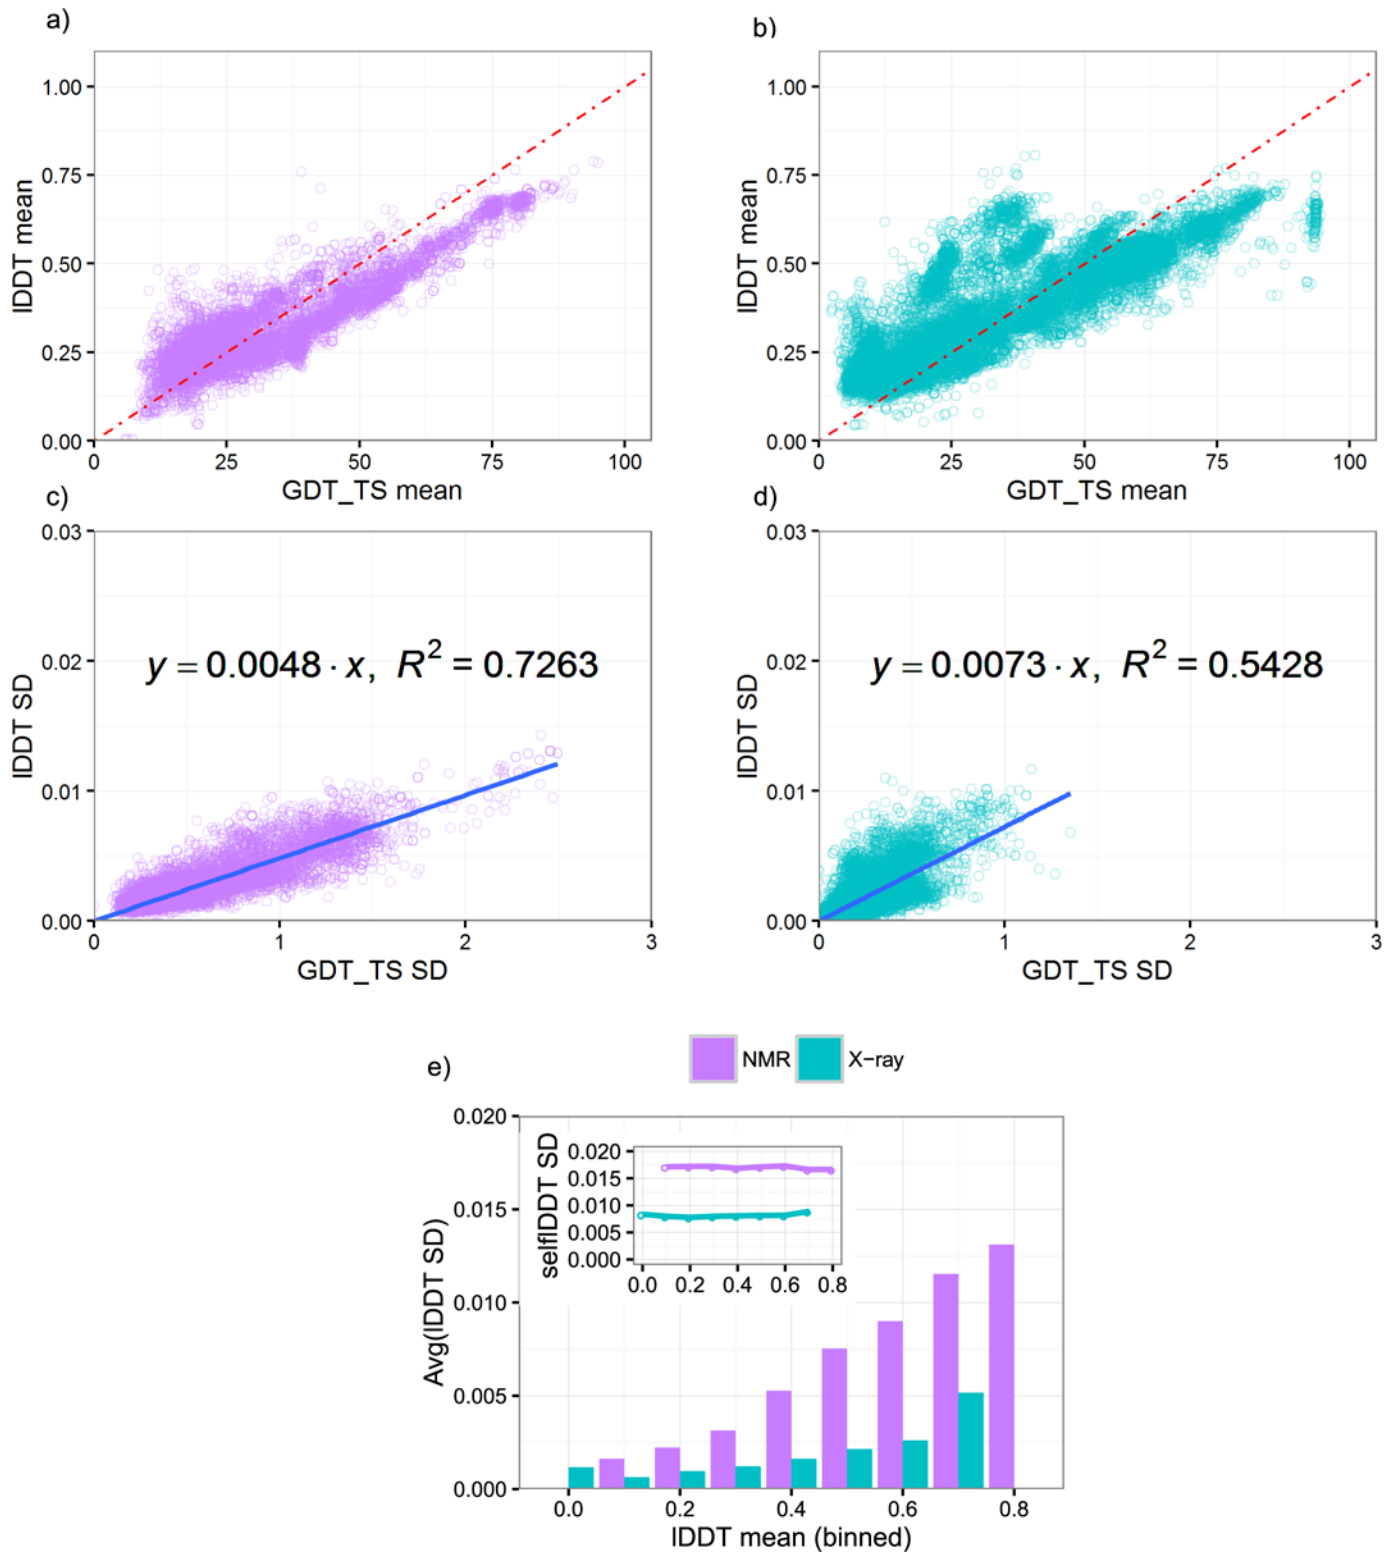 a)
1.00
0.75
0.50
0.25
0.00
lDDT mean
0 25 50 75 100
GDT_TS mean
b)
1.00
0.75
0.50
0.25
0.00
lDDT mean
0 25 50 75 100
GDT_TS mean
c)
0.03
0.02
0.01
0.00
lDDT SD
y = 0.0048 · x, R² = 0.7263
0 1 2 3
GDT_TS SD
d)
0.03
0.02
0.01
0.00
lDDT SD
y = 0.0073 · x, R² = 0.5428
0 1 2 3
GDT_TS SD
e)
NMR X−ray
0.020
0.015
0.010
0.005
0.000
Avg(lDDT SD)
selflDDT SD
0.020
0.015
0.010
0.005
0.000
0.0 0.2 0.4 0.6 0.8
0.0 0.2 0.4 0.6 0.8
lDDT mean (binned)